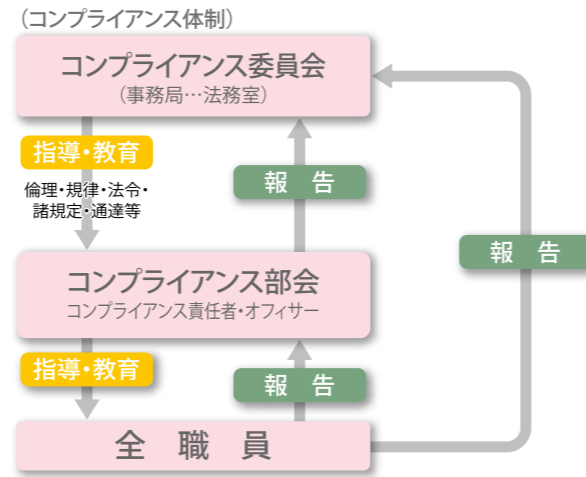 （コンプライアンス体制）
コンプライアンス委員会
（事務局…法務室）
指導・教育
倫理・規律・法令・
諸規定・通達等
報　告
報　告
コンプライアンス部会
コンプライアンス責任者・オフィサー
指導・教育
報　告
全　職　員